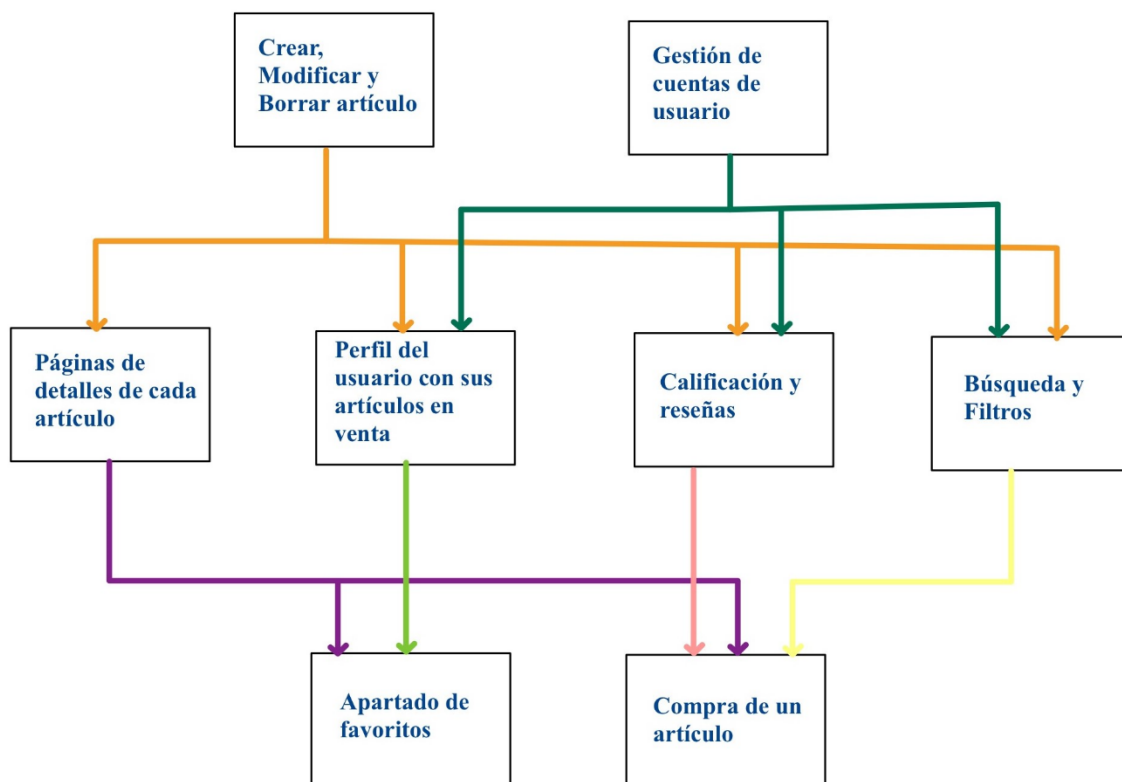 Crear,
Modificar y
Borrar artículo
Gestión de
cuentas de
usuario
Páginas de
detalles de cada
artículo
Perfil del
usuario con sus
artículos en
venta
Calificación y
reseñas
Búsqueda y
Filtros
Apartado de
favoritos
Compra de un
artículo